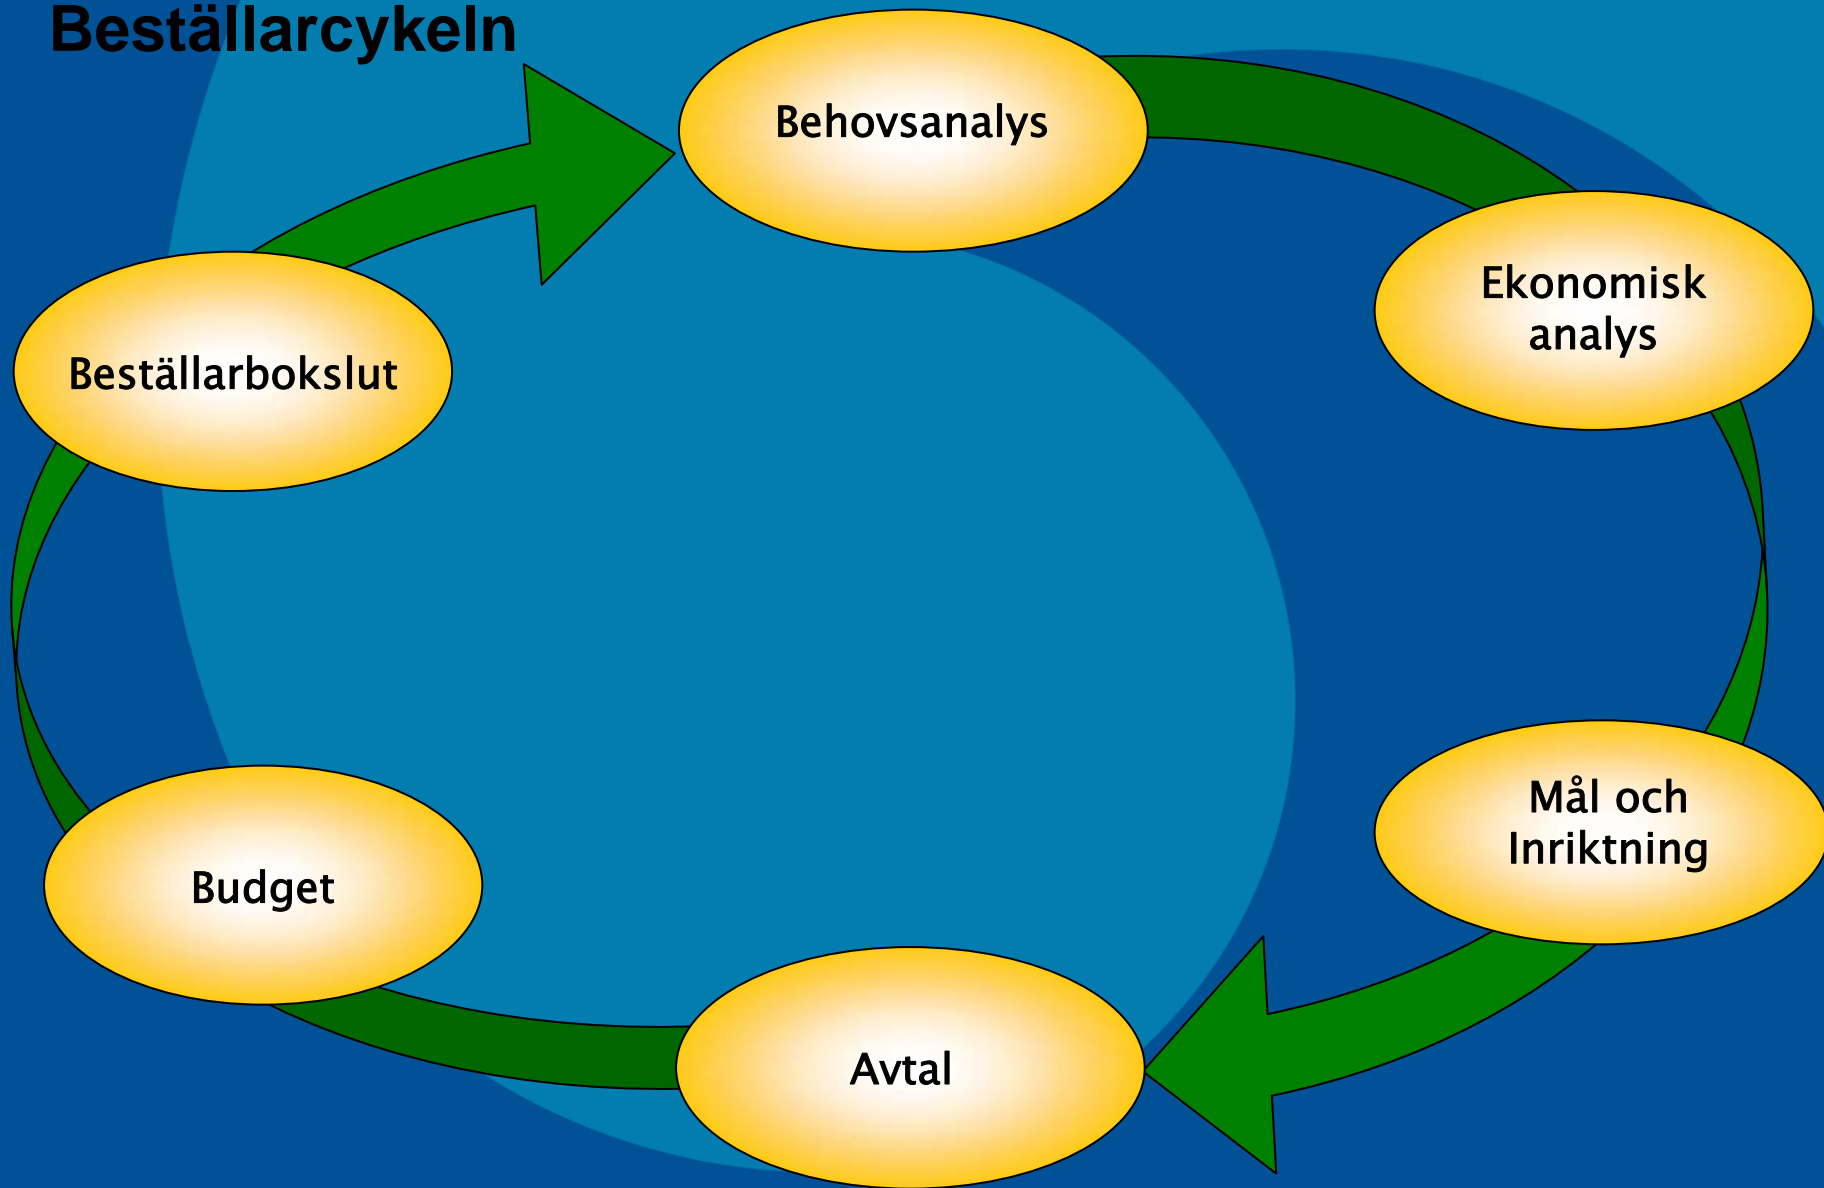 Beställarcykeln
Behovsanalys
Ekonomisk
analys
Mål och
Inriktning
Avtal
Budget
Beställarbokslut